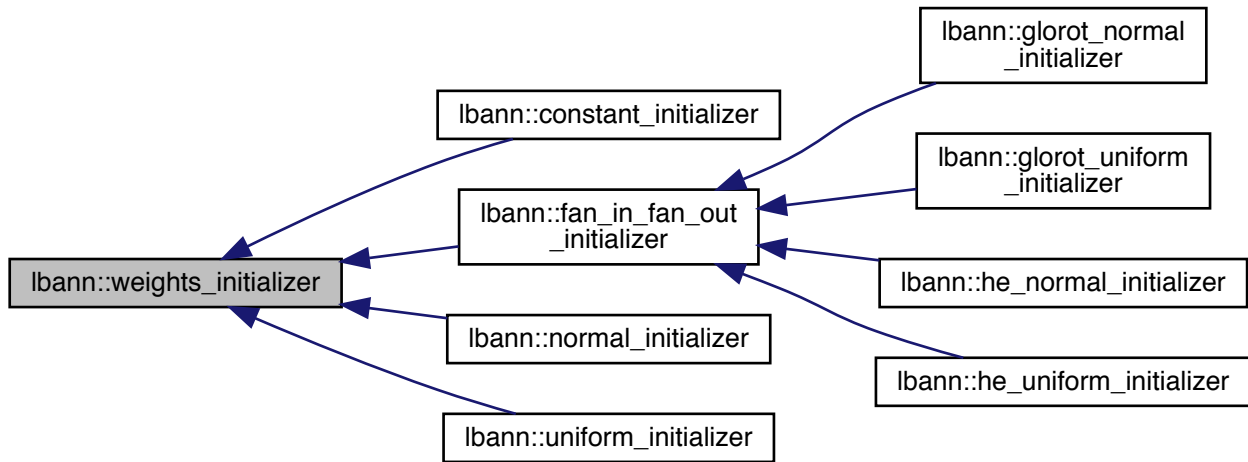 lbann::weights_initializer
lbann::constant_initializer
lbann::fan_in_fan_out
_initializer
lbann::normal_initializer
lbann::uniform_initializer
lbann::glorot_normal
_initializer
lbann::glorot_uniform
_initializer
lbann::he_normal_initializer
lbann::he_uniform_initializer